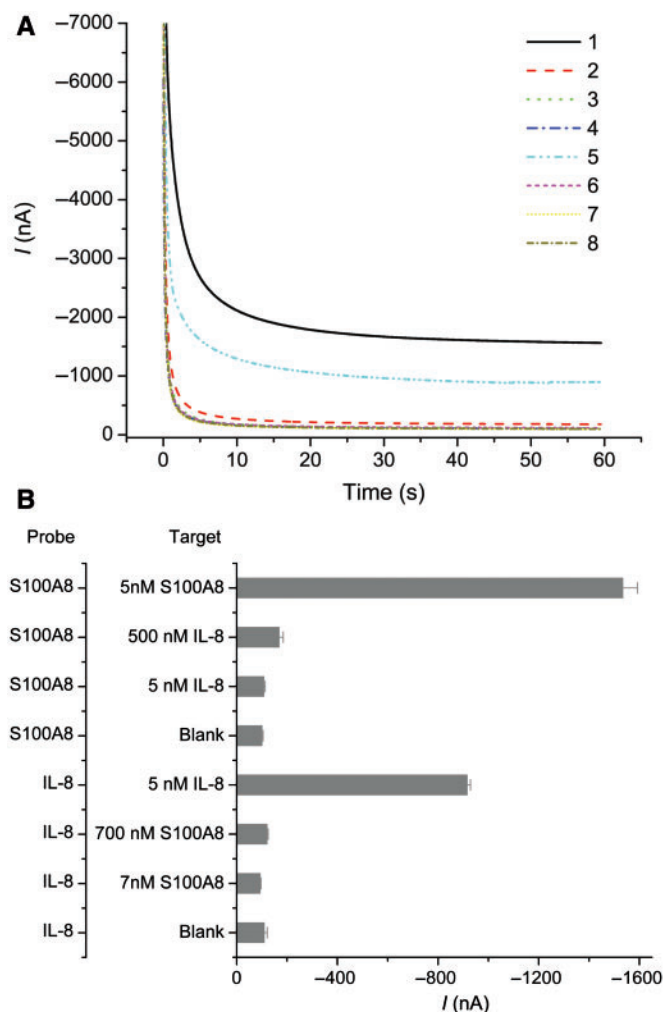 A
–7000
–6000
–5000
–4000
–3000
–2000
–1000
0
I (nA)
0 10 20 30 40 50 60
Time (s)
1
2
3
4
5
6
7
8
B
Probe Target
S100A8 5nM S100A8
S100A8 500 nM IL-8
S100A8 5 nM IL-8
S100A8 Blank
IL-8 5 nM IL-8
IL-8 700 nM S100A8
IL-8 7nM S100A8
IL-8 Blank
0 –400 –800 –1200 –1600
I (nA)